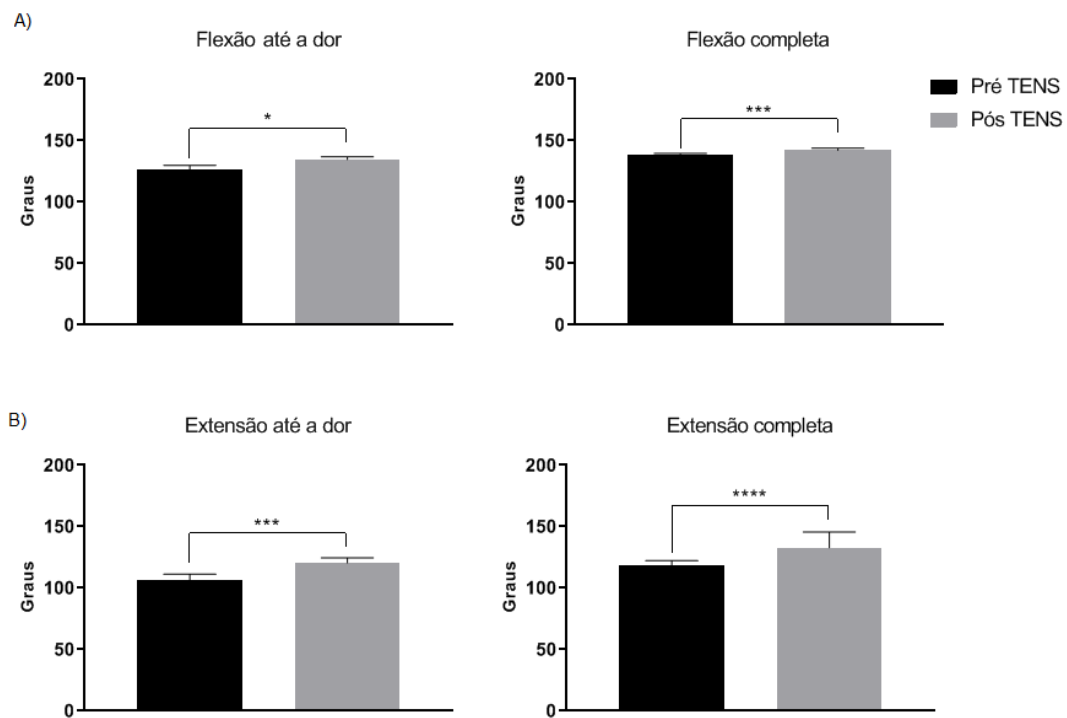 A)
Flexão até a dor
200
150
100
50
0
Graus
*
Flexão completa
200
150
100
50
0
Graus
***
Pré TENS
Pós TENS
B)
Extensão até a dor
200
150
100
50
0
Graus
***
Extensão completa
200
150
100
50
0
Graus
****